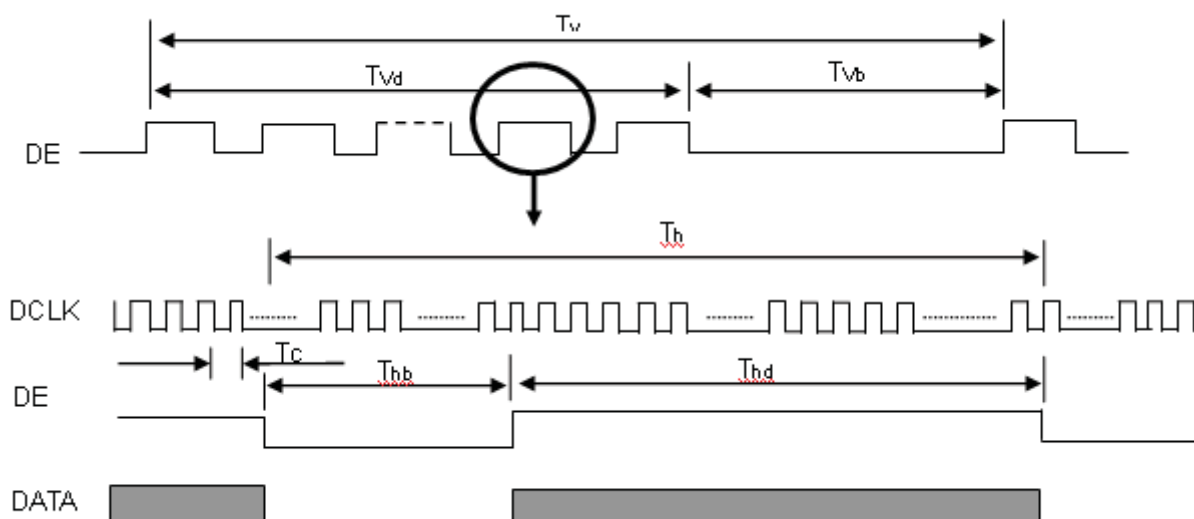 Tv
Tvd
Tvb
DE
Th
DCLK
Tc
Thb
Thd
DE
DATA